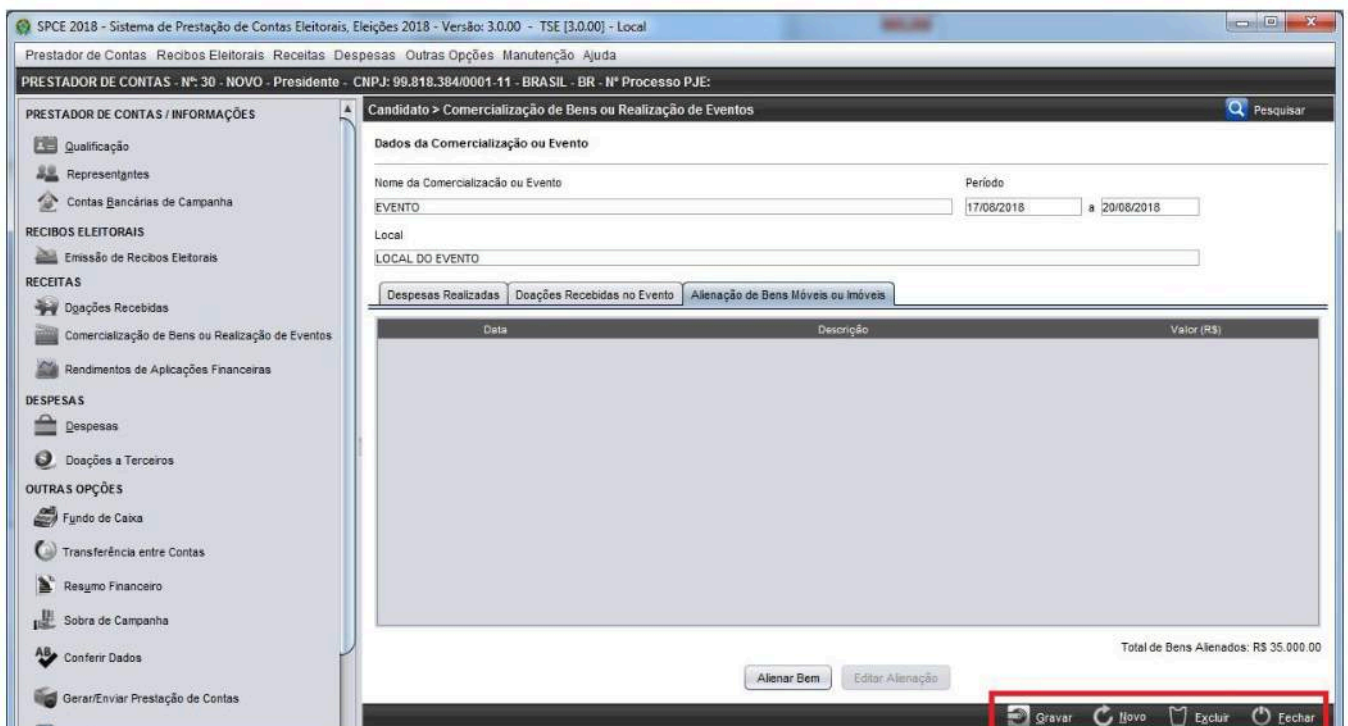 SPCE 2018 - Sistema de Prestação de Contas Eleitorais, Eleições 2018 - Versão: 3.0.00 - TSE [3.0.00] - Local
Prestador de Contas Recibos Eleitorais Receitas Despesas Outras Opções Manutenção Ajuda
PRESTADOR DE CONTAS - Nº: 30 - NOVO - Presidente - CNPJ: 99.818.384/0001-11 - BRASIL - BR - Nº Processo PJE:
PRESTADOR DE CONTAS / INFORMAÇÕES
Qualificação
Representantes
Contas Bancárias de Campanha
RECIBOS ELEITORAIS
Emissão de Recibos Eleitorais
RECEITAS
Doações Recebidas
Comercialização de Bens ou Realização de Eventos
Rendimentos de Aplicações Financeiras
DESPESAS
Despesas
Doações a Terceiros
OUTRAS OPÇÕES
Fundo de Caixa
Transferência entre Contas
Resumo Financeiro
Sobra de Campanha
Conferir Dados
Gerar/Enviar Prestação de Contas
Candidato > Comercialização de Bens ou Realização de Eventos
Pesquisar
Dados da Comercialização ou Evento
Nome da Comercialização ou Evento Período
EVENTO 17/08/2018 a 20/08/2018
Local
LOCAL DO EVENTO
Despesas Realizadas Doações Recebidas no Evento Alienação de Bens Móveis ou Imóveis
Data Descrição Valor (R$)
Total de Bens Alienados: R$ 35.000.00
Alienar Bem Editar Alienação
Gravar Novo Excluir Fechar